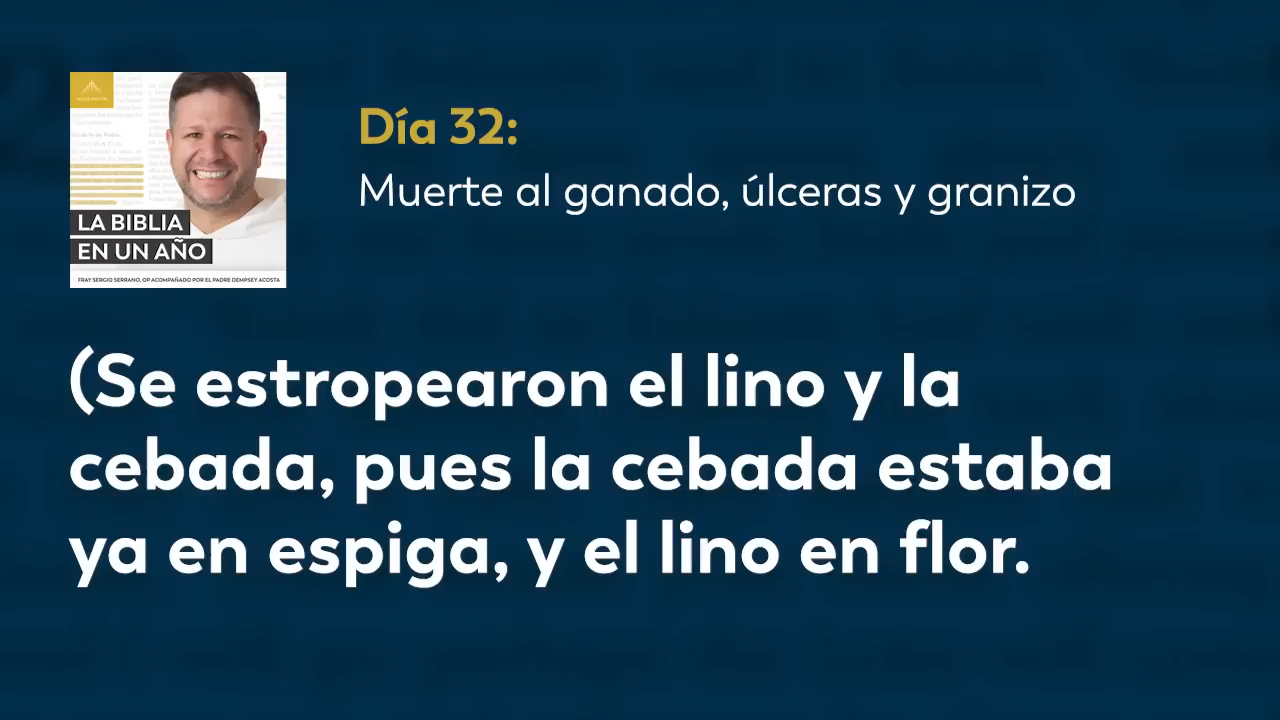 ASCENSION
LA BIBLIA
EN UN AÑO
FRAY SERGIO SERRANO, OP ACOMPAÑADO POR EL PADRE DEMPSEY ACOSTA
Día 32:
Muerte al ganado, úlceras y granizo
(Se estropearon el lino y la
cebada, pues la cebada estaba
ya en espiga, y el lino en flor.